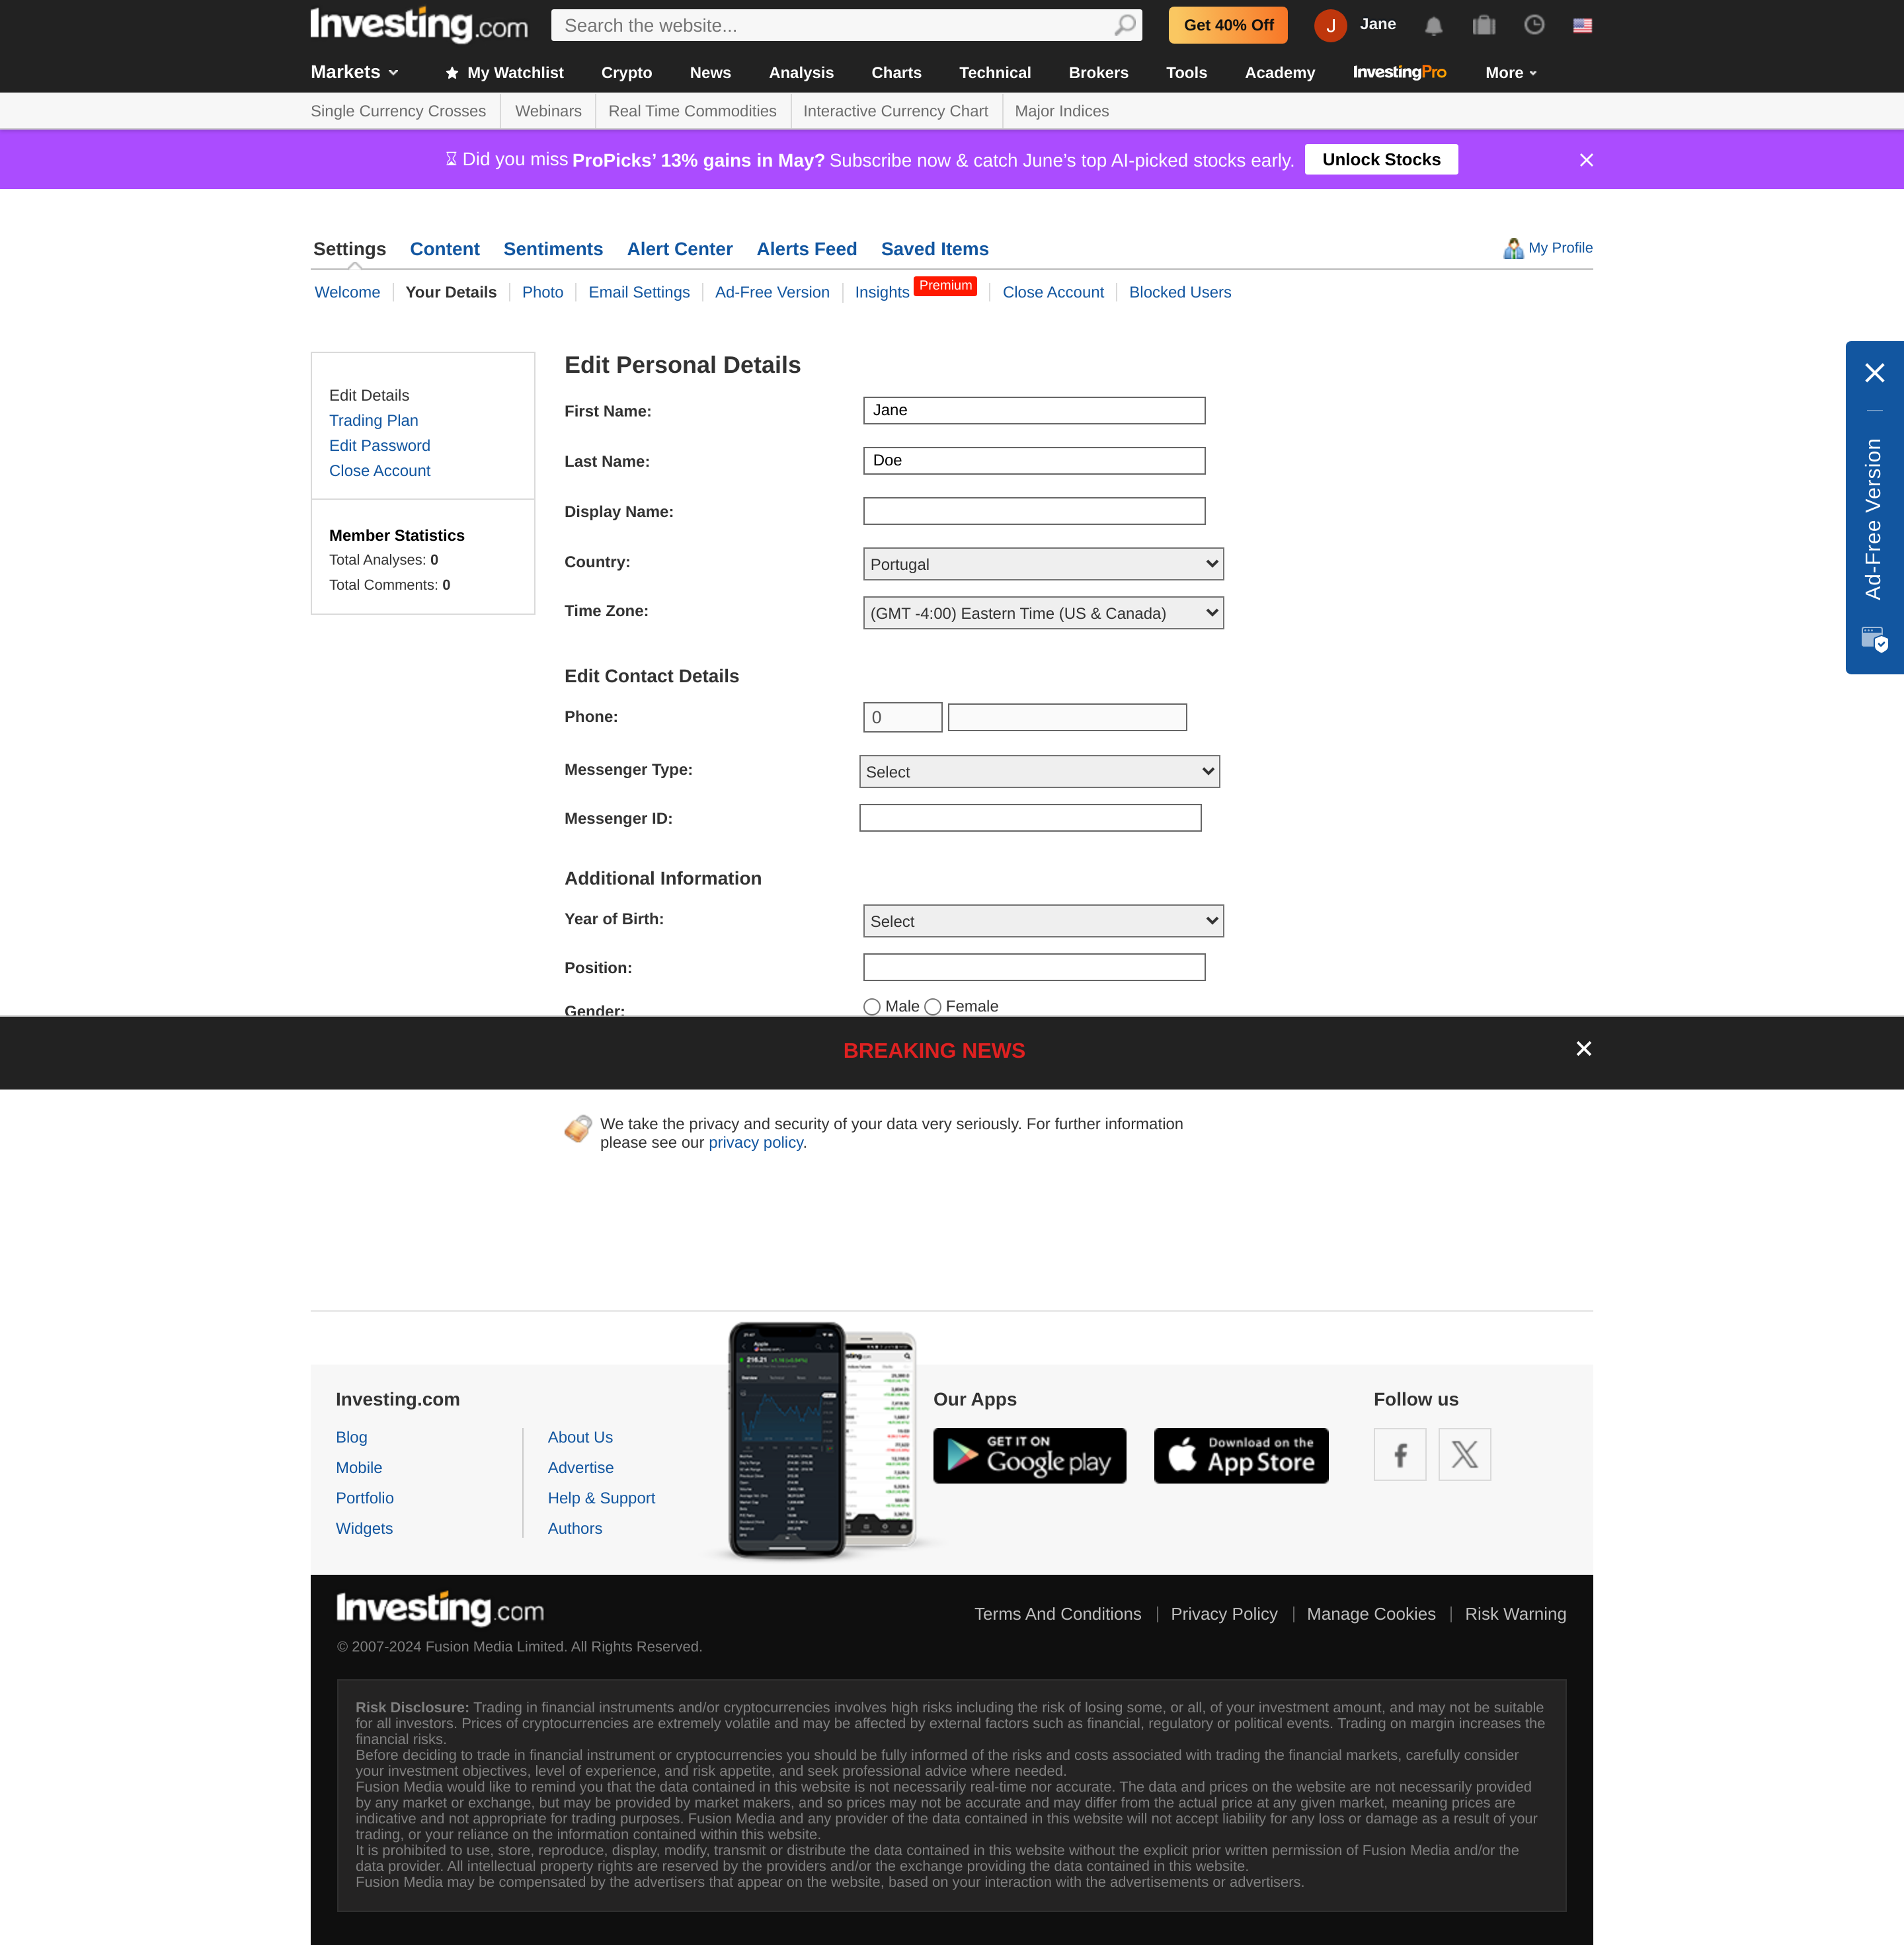 Investing.com
Search the website...
Get 40% Off
J
Jane
Markets
My Watchlist
Crypto
News
Analysis
Charts
Technical
Brokers
Tools
Academy
InvestingPro
More
Single Currency Crosses
Webinars
Real Time Commodities
Interactive Currency Chart
Major Indices
Did you miss ProPicks’ 13% gains in May? Subscribe now & catch June’s top AI-picked stocks early.
Unlock Stocks
Settings
Content
Sentiments
Alert Center
Alerts Feed
Saved Items
My Profile
Welcome
Your Details
Photo
Email Settings
Ad-Free Version
Insights
Premium
Close Account
Blocked Users
Edit Details
Trading Plan
Edit Password
Close Account
Member Statistics
Total Analyses: 0
Total Comments: 0
Edit Personal Details
First Name:
Jane
Last Name:
Doe
Display Name:
Country:
Portugal
Time Zone:
(GMT -4:00) Eastern Time (US & Canada)
Edit Contact Details
Phone:
0
Messenger Type:
Select
Messenger ID:
Additional Information
Year of Birth:
Select
Position:
Gender:
Male
Female
Ad-Free Version
BREAKING NEWS
We take the privacy and security of your data very seriously. For further information
please see our privacy policy.
Investing.com
Blog
Mobile
Portfolio
Widgets
About Us
Advertise
Help & Support
Authors
Our Apps
GET IT ON
Google play
Download on the
App Store
Follow us
Investing.com
Terms And Conditions
Privacy Policy
Manage Cookies
Risk Warning
© 2007-2024 Fusion Media Limited. All Rights Reserved.
Risk Disclosure: Trading in financial instruments and/or cryptocurrencies involves high risks including the risk of losing some, or all, of your investment amount, and may not be suitable
for all investors. Prices of cryptocurrencies are extremely volatile and may be affected by external factors such as financial, regulatory or political events. Trading on margin increases the
financial risks.
Before deciding to trade in financial instrument or cryptocurrencies you should be fully informed of the risks and costs associated with trading the financial markets, carefully consider
your investment objectives, level of experience, and risk appetite, and seek professional advice where needed.
Fusion Media would like to remind you that the data contained in this website is not necessarily real-time nor accurate. The data and prices on the website are not necessarily provided
by any market or exchange, but may be provided by market makers, and so prices may not be accurate and may differ from the actual price at any given market, meaning prices are
indicative and not appropriate for trading purposes. Fusion Media and any provider of the data contained in this website will not accept liability for any loss or damage as a result of your
trading, or your reliance on the information contained within this website.
It is prohibited to use, store, reproduce, display, modify, transmit or distribute the data contained in this website without the explicit prior written permission of Fusion Media and/or the
data provider. All intellectual property rights are reserved by the providers and/or the exchange providing the data contained in this website.
Fusion Media may be compensated by the advertisers that appear on the website, based on your interaction with the advertisements or advertisers.